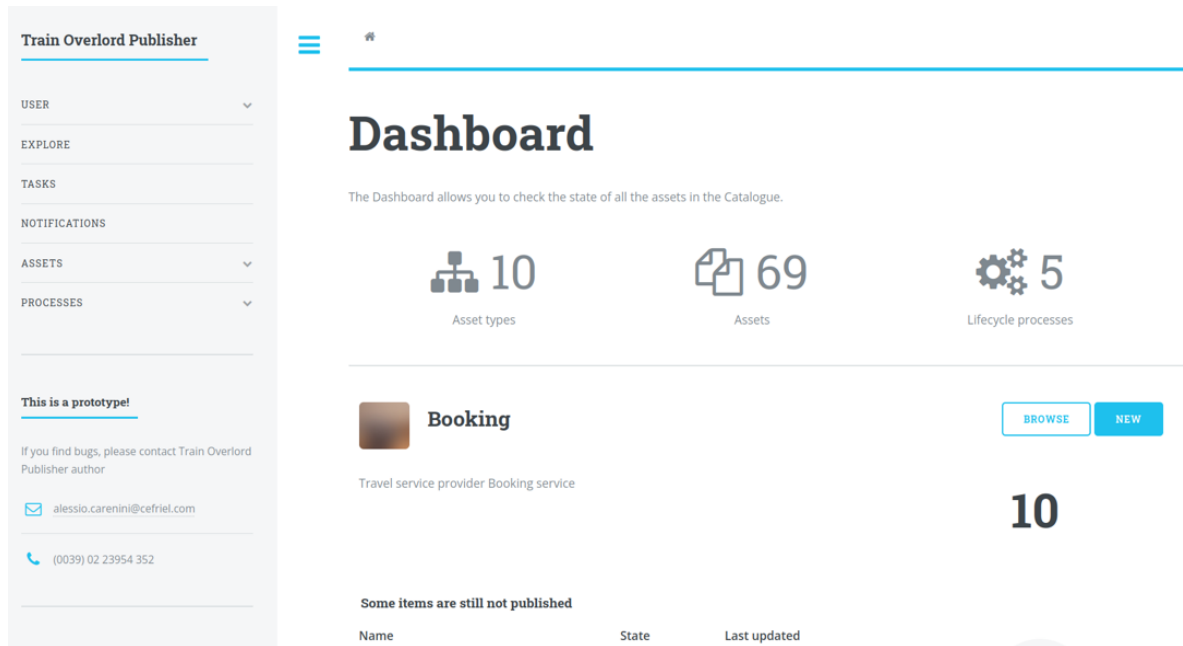 Train Overlord Publisher
USER
EXPLORE
TASKS
NOTIFICATIONS
ASSETS
PROCESSES
This is a prototype!
If you find bugs, please contact Train Overlord
Publisher author
alessio.carenini@cefriel.com
(0039) 02 23954 352
Dashboard
The Dashboard allows you to check the state of all the assets in the Catalogue.
10
Asset types
69
Assets
5
Lifecycle processes
Booking
BROWSE
NEW
Travel service provider Booking service
10
Some items are still not published
Name State Last updated